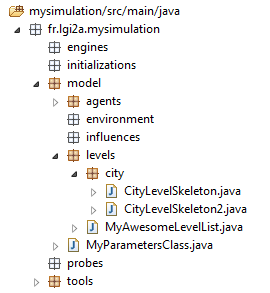 mysimulation/src/main/java
fr.lgi2a.mysimulation
engines
initializations
model
agents
environment
influences
levels
city
CityLevelSkeleton.java
CityLevelSkeleton2.java
MyAwesomeLevelList.java
MyParametersClass.java
probes
tools